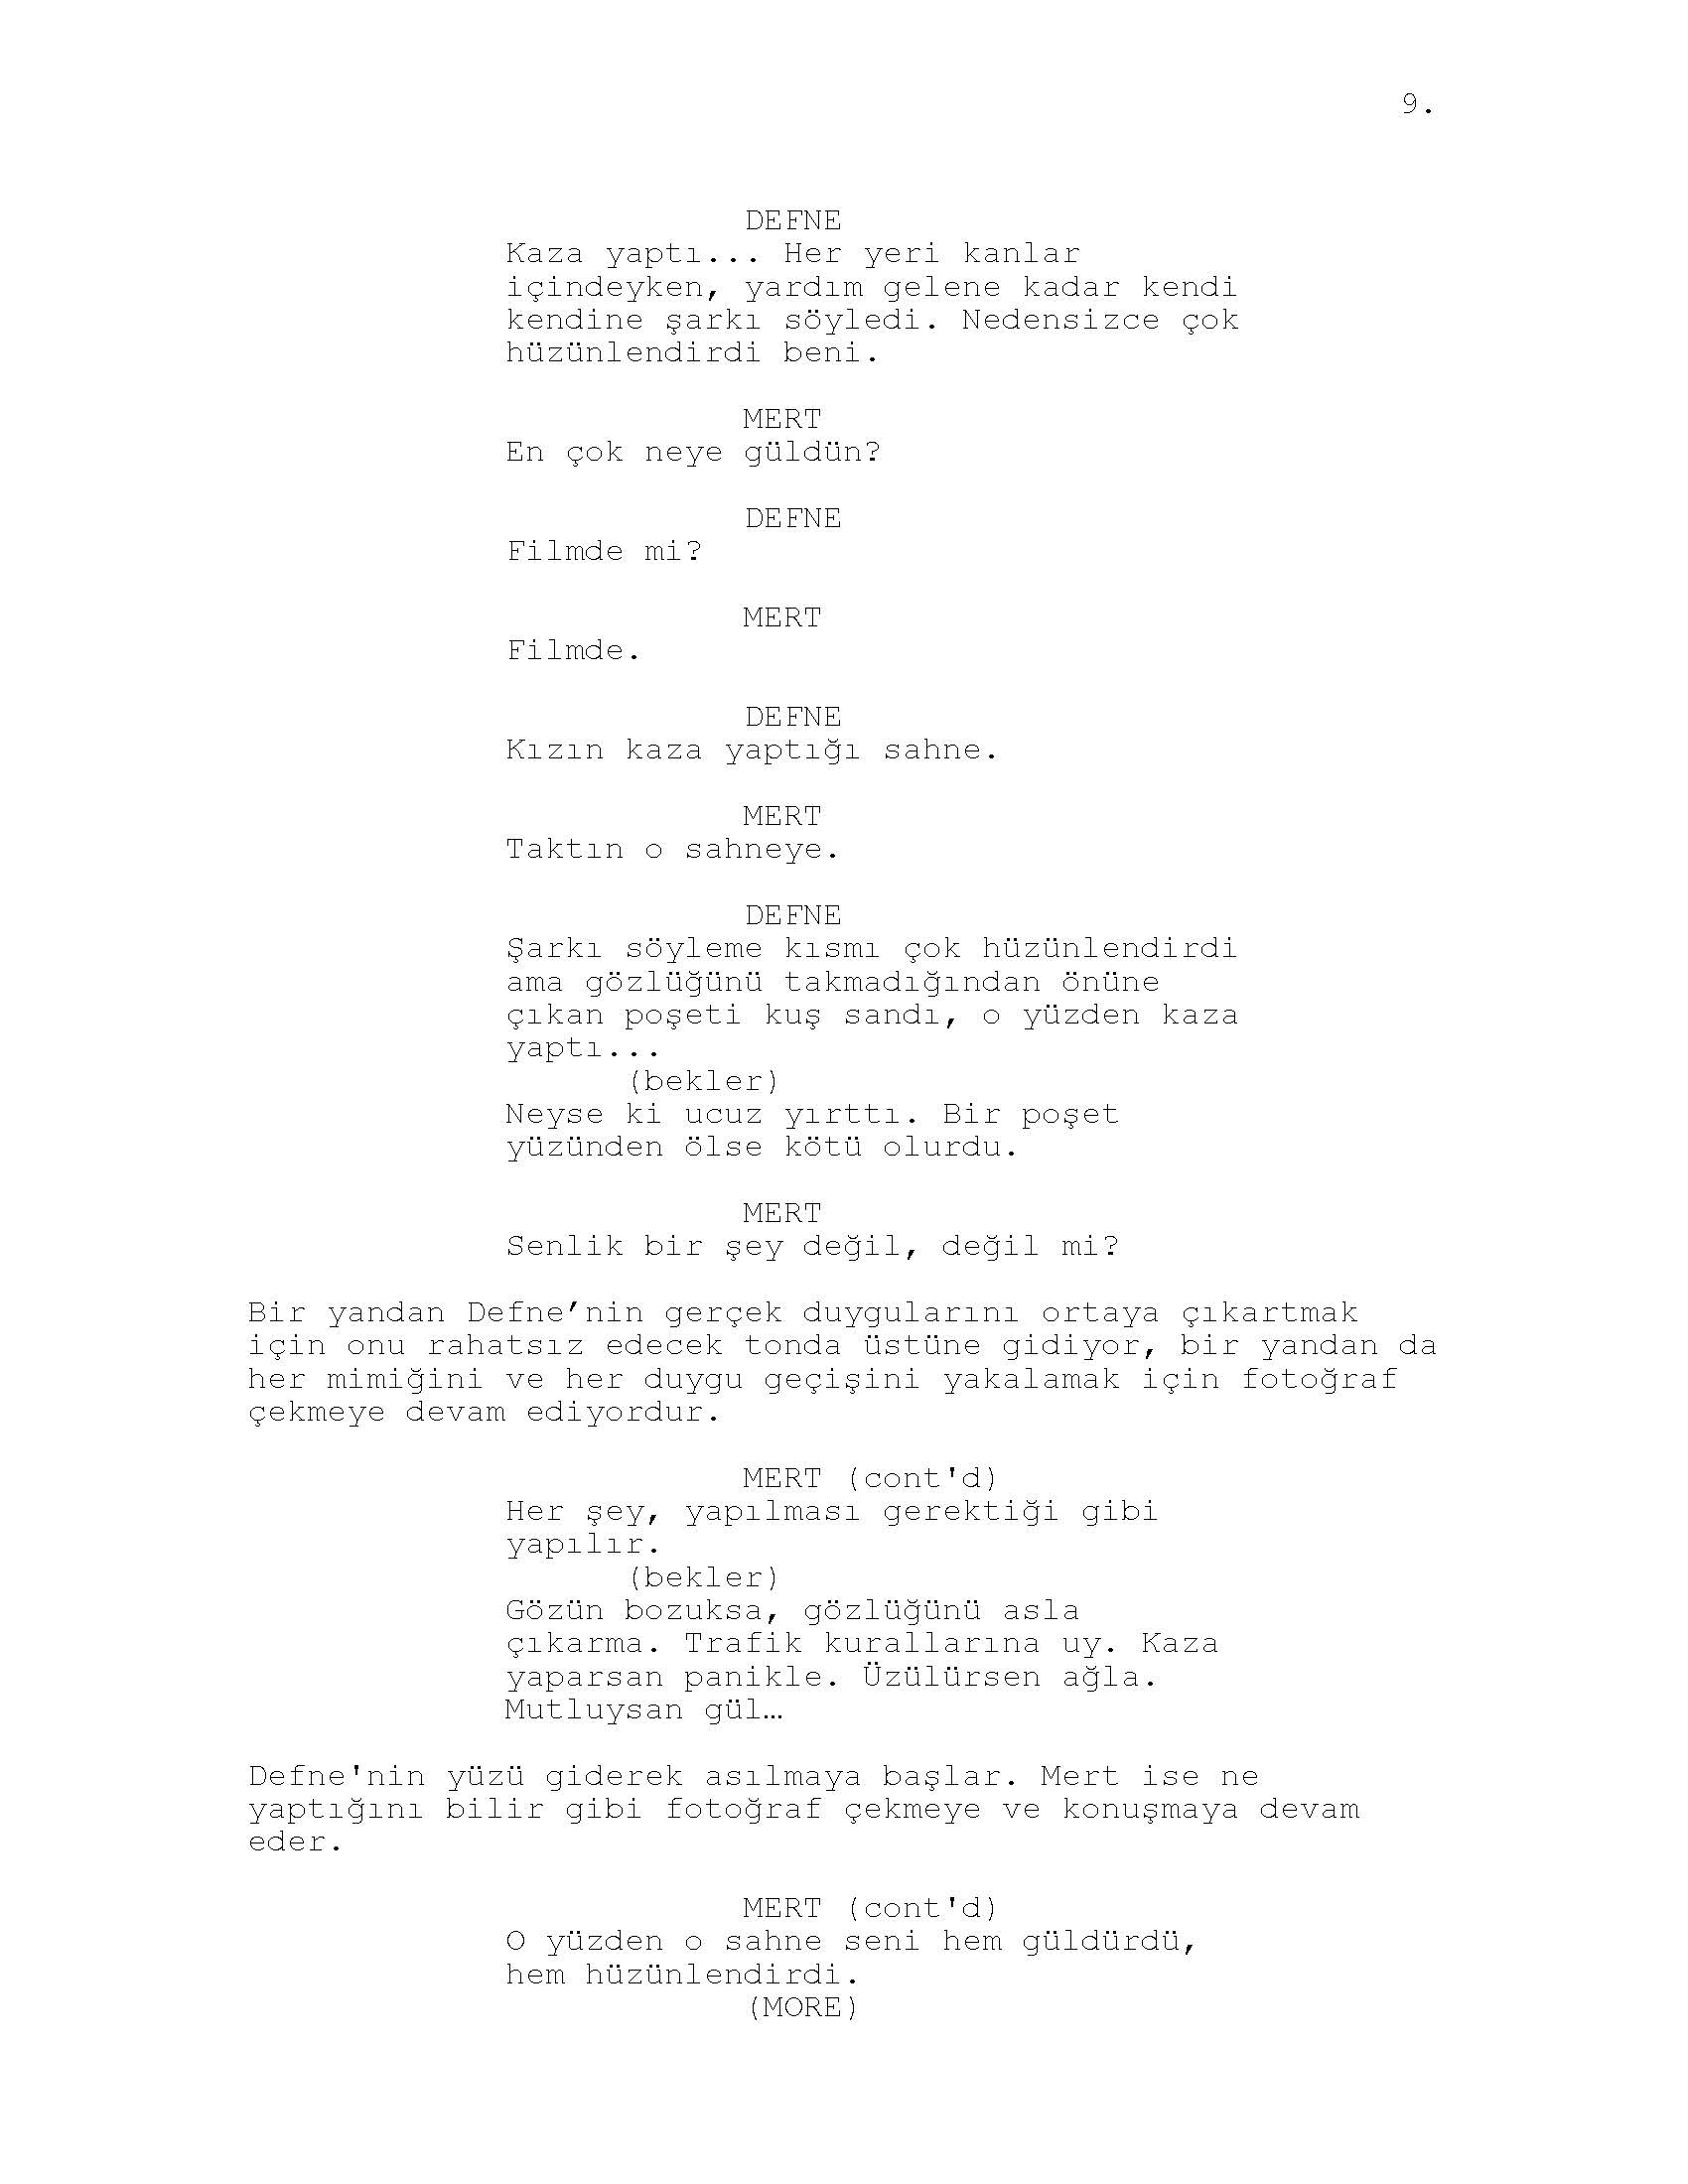 9.
DEFNE
Kaza yaptı... Her yeri kanlar
içindeyken, yardım gelene kadar kendi
kendine şarkı söyledi. Nedensizce çok
hüzünlendirdi beni.
MERT
En çok neye güldün?
DEFNE
Filmde mi?
MERT
Filmde.
DEFNE
Kızın kaza yaptığı sahne.
MERT
Taktın o sahneye.
DEFNE
Şarkı söyleme kısmı çok hüzünlendirdi
ama gözlüğünü takmadığından önüne
çıkan poşeti kuş sandı, o yüzden kaza
yaptı...
(bekler)
Neyse ki ucuz yırttı. Bir poşet
yüzünden ölse kötü olurdu.
MERT
Senlik bir şey değil, değil mi?
Bir yandan Defne’nin gerçek duygularını ortaya çıkartmak
için onu rahatsız edecek tonda üstüne gidiyor, bir yandan da
her mimiğini ve her duygu geçişini yakalamak için fotoğraf
çekmeye devam ediyordur.
MERT (cont'd)
Her şey, yapılması gerektiği gibi
yapılır.
(bekler)
Gözün bozuksa, gözlüğünü asla
çıkarma. Trafik kurallarına uy. Kaza
yaparsan panikle. Üzülürsen ağla.
Mutluysan gül…
Defne'nin yüzü giderek asılmaya başlar. Mert ise ne
yaptığını bilir gibi fotoğraf çekmeye ve konuşmaya devam
eder.
MERT (cont'd)
O yüzden o sahne seni hem güldürdü,
hem hüzünlendirdi.
(MORE)